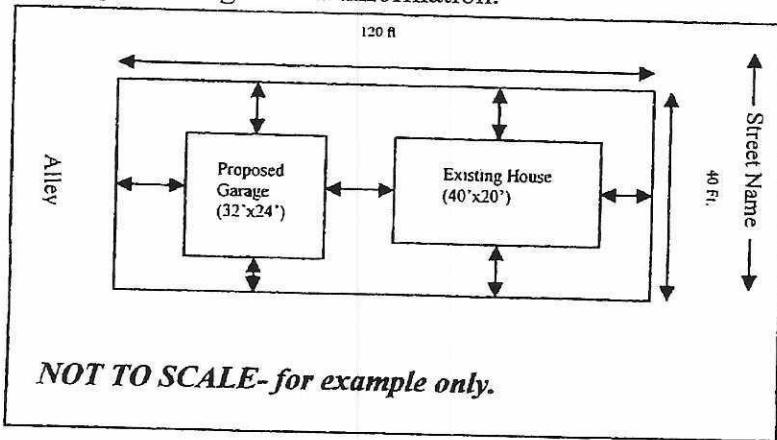 information.
120 ft
Alley
Proposed
Garage
(32'x24')
Existing House
(40'x20')
40 Ft.
Street Name
NOT TO SCALE- for example only.